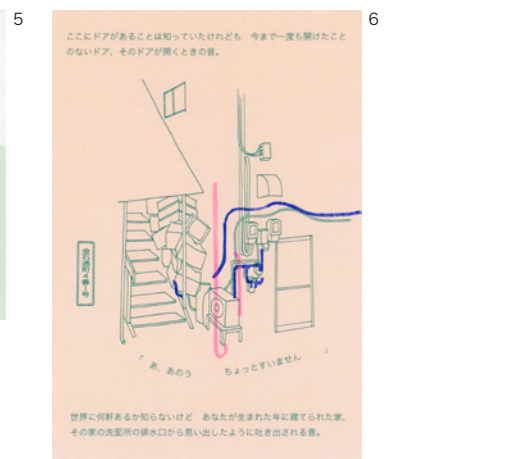 5
6
ここにドアがあることは知っていたけれども　今まで一度も開けたこと
のないドア、そのドアが開くときの音。
「あ、あのう　ちょっとすいません　」
世界に何軒あるか知らないけど　あなたが生まれた年に建てられた家、
その家の洗面所の排水口から思い出したように吐き出される音。